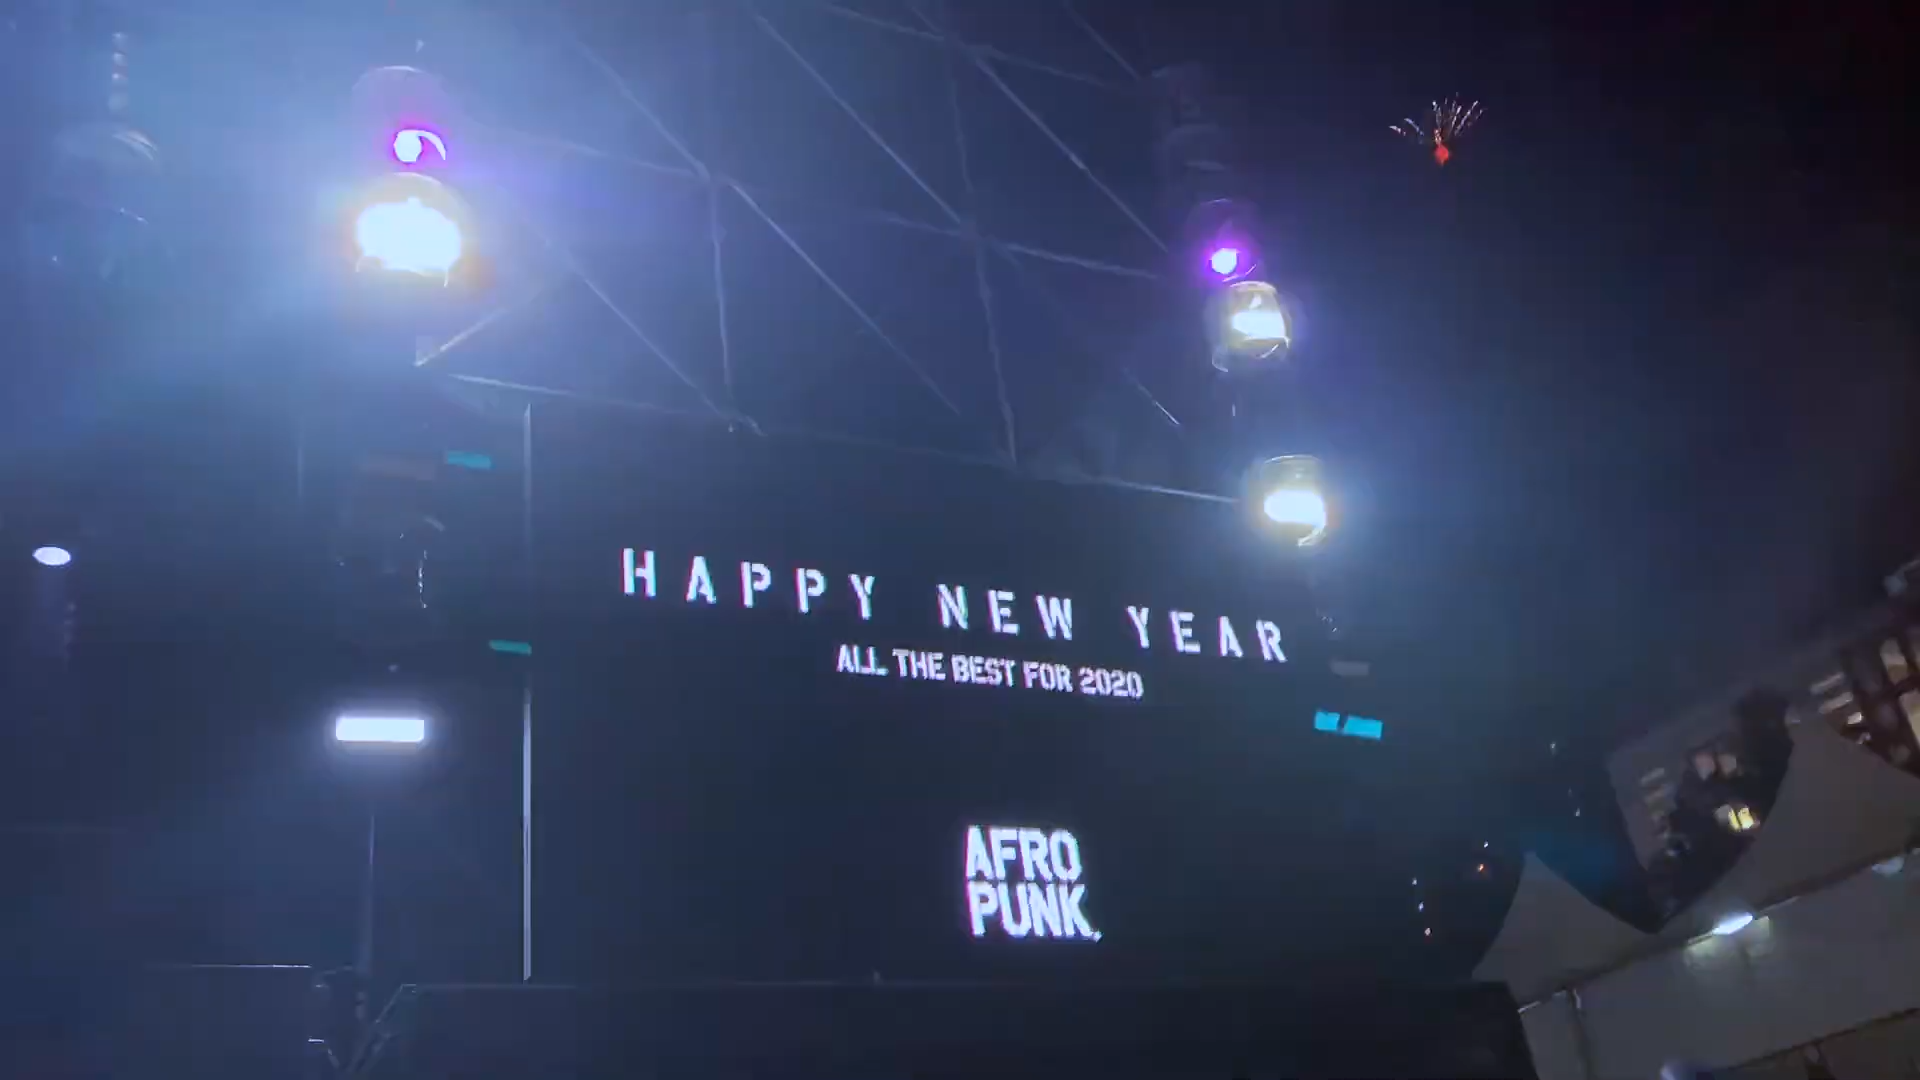 HAPPY NEW YEAR
ALL THE BEST FOR 2020
AFRO
PUNK.